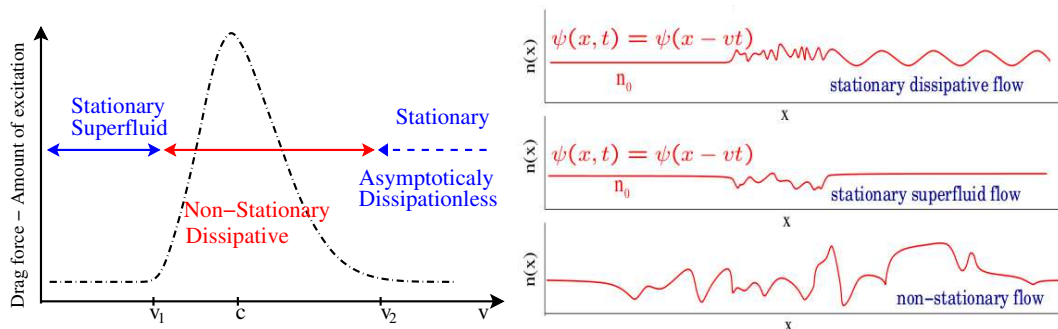 Drag force – Amount of excitation
Stationary
Superfluid
Stationary
Asymptoticaly
Dissipationless
Non–Stationary
Dissipative
v₁
c
v₂
v
n(x)
ψ(x, t) = ψ(x − vt)
n₀
stationary dissipative flow
x
n(x)
ψ(x, t) = ψ(x − vt)
n₀
stationary superfluid flow
x
n(x)
non−stationary flow
x